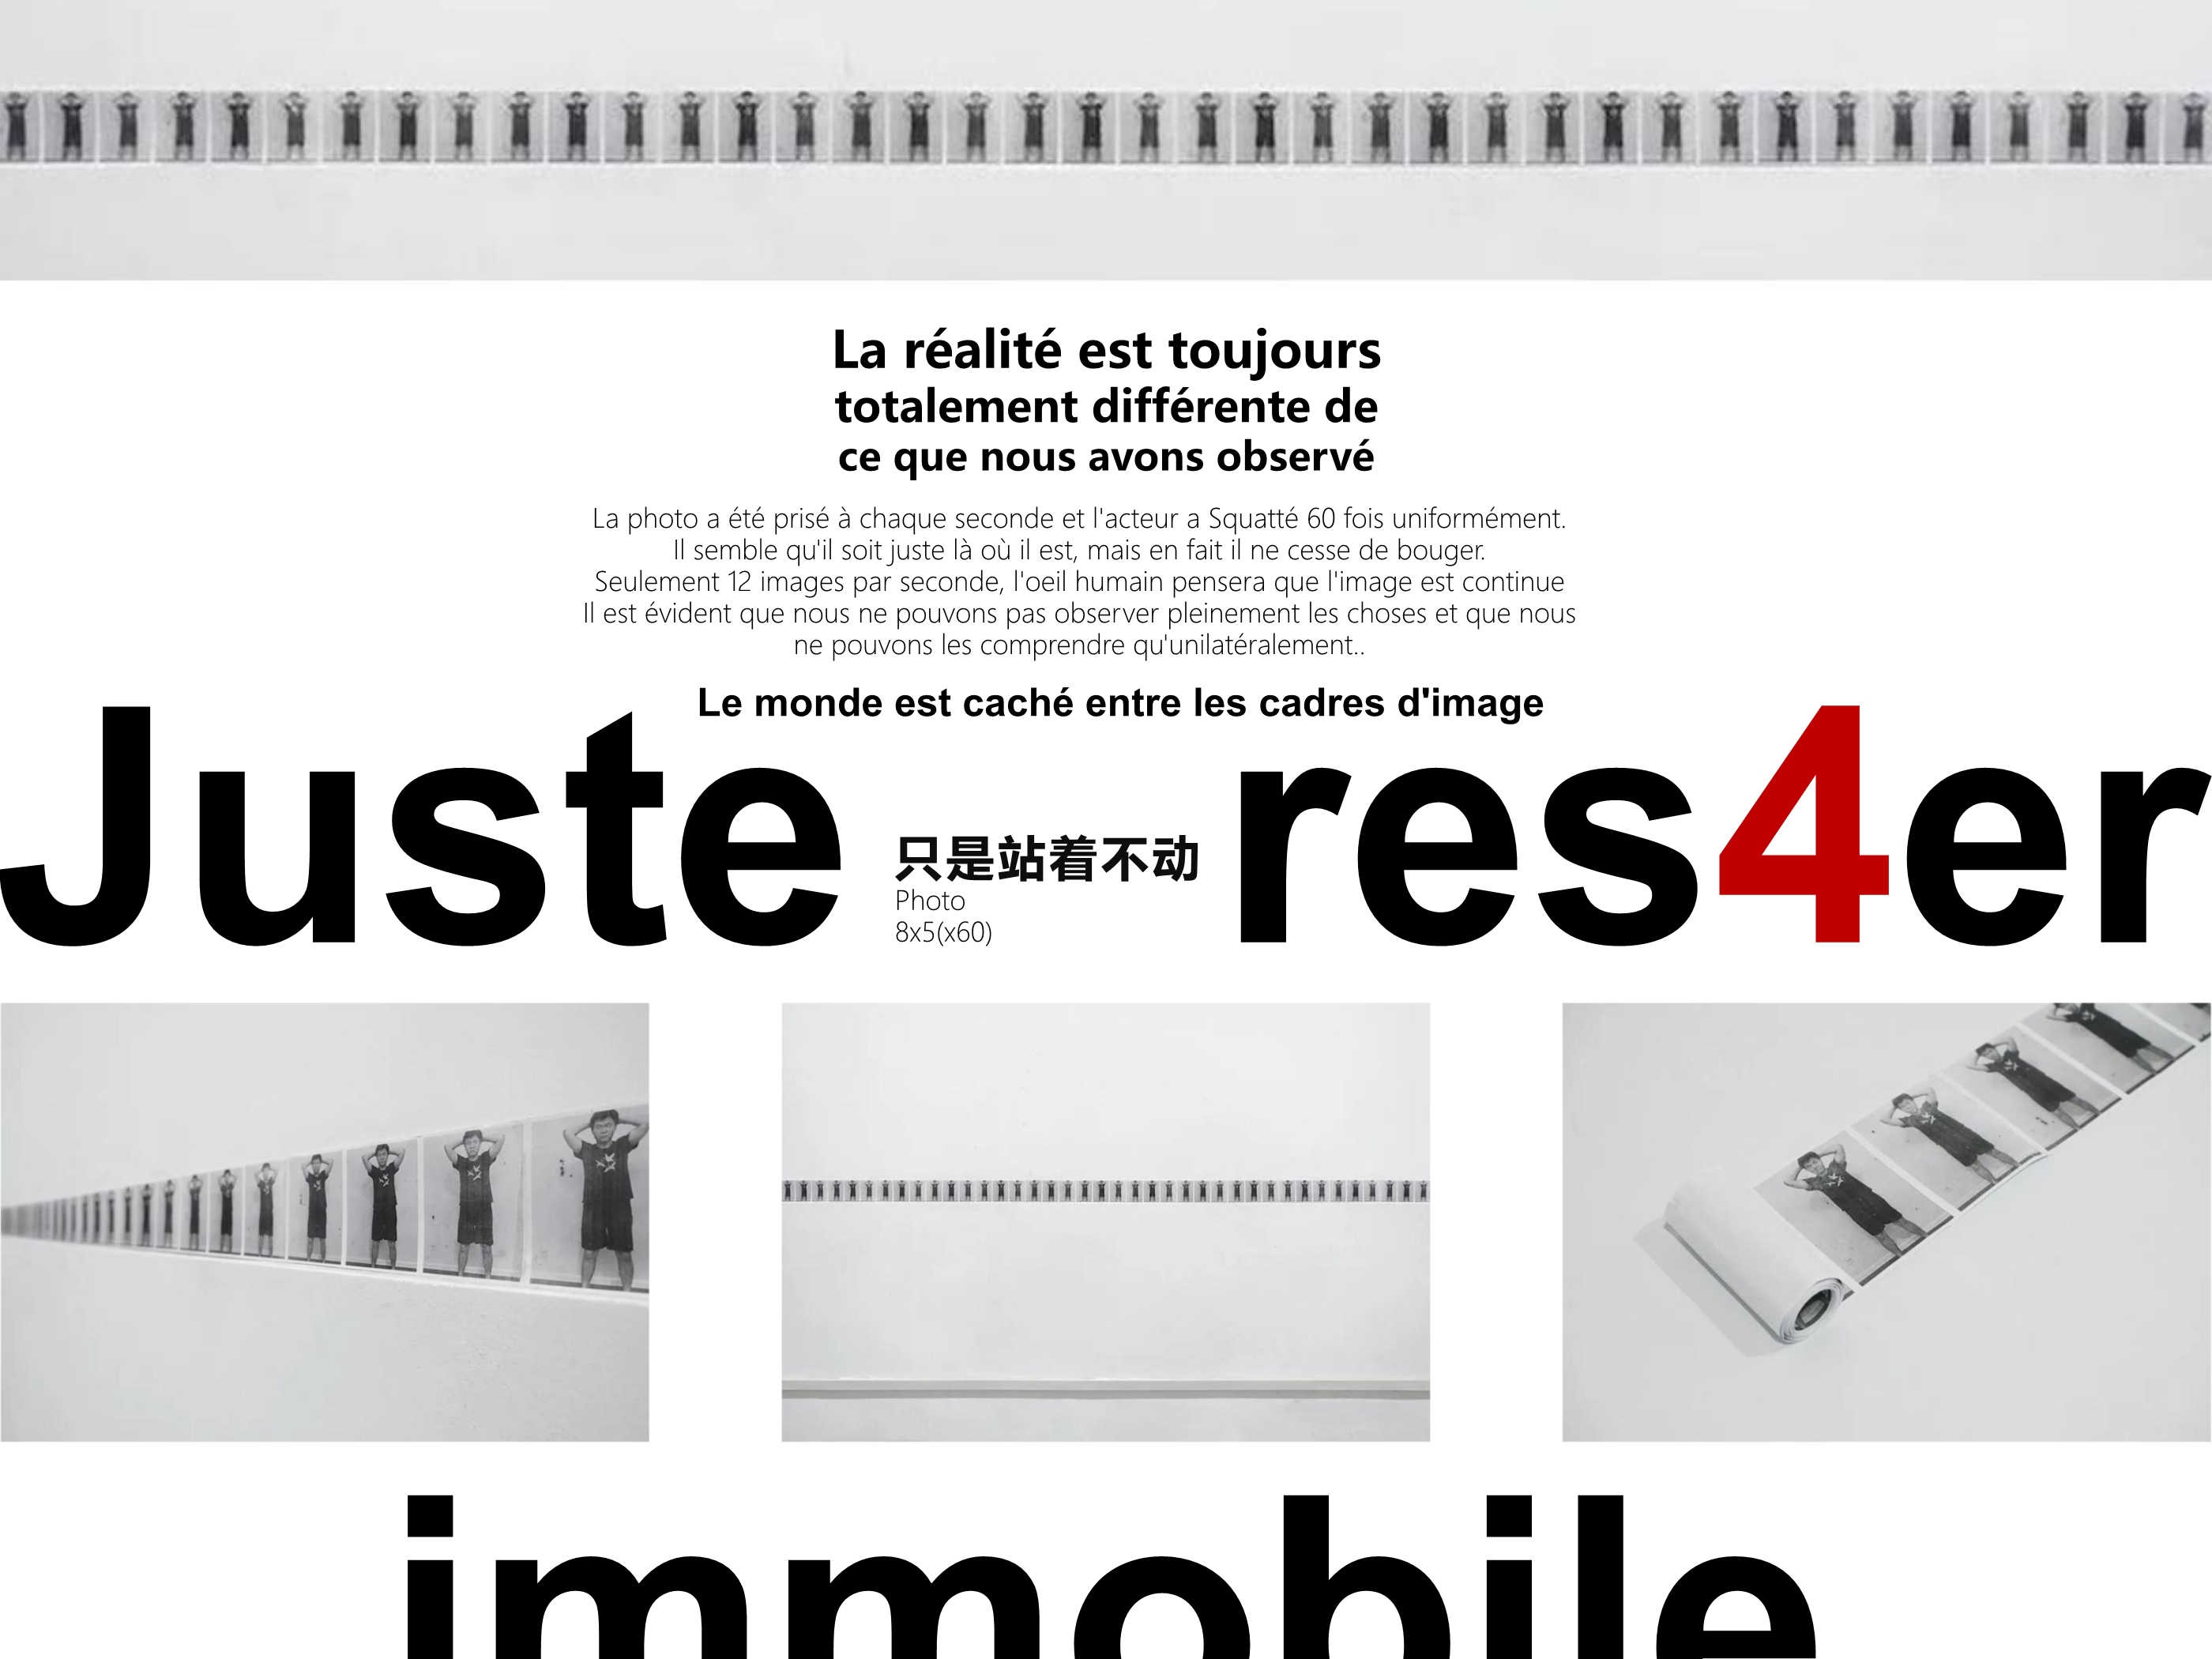 La réalité est toujours
totalement différente de
ce que nous avons observé
La photo a été prisé à chaque seconde et l'acteur a Squatté 60 fois uniformément.
Il semble qu'il soit juste là où il est, mais en fait il ne cesse de bouger.
Seulement 12 images par seconde, l'oeil humain pensera que l'image est continue
Il est évident que nous ne pouvons pas observer pleinement les choses et que nous
ne pouvons les comprendre qu'unilatéralement..
Le monde est caché entre les cadres d'image
Juste res4er
只是站着不动
Photo
8x5(x60)
immobile